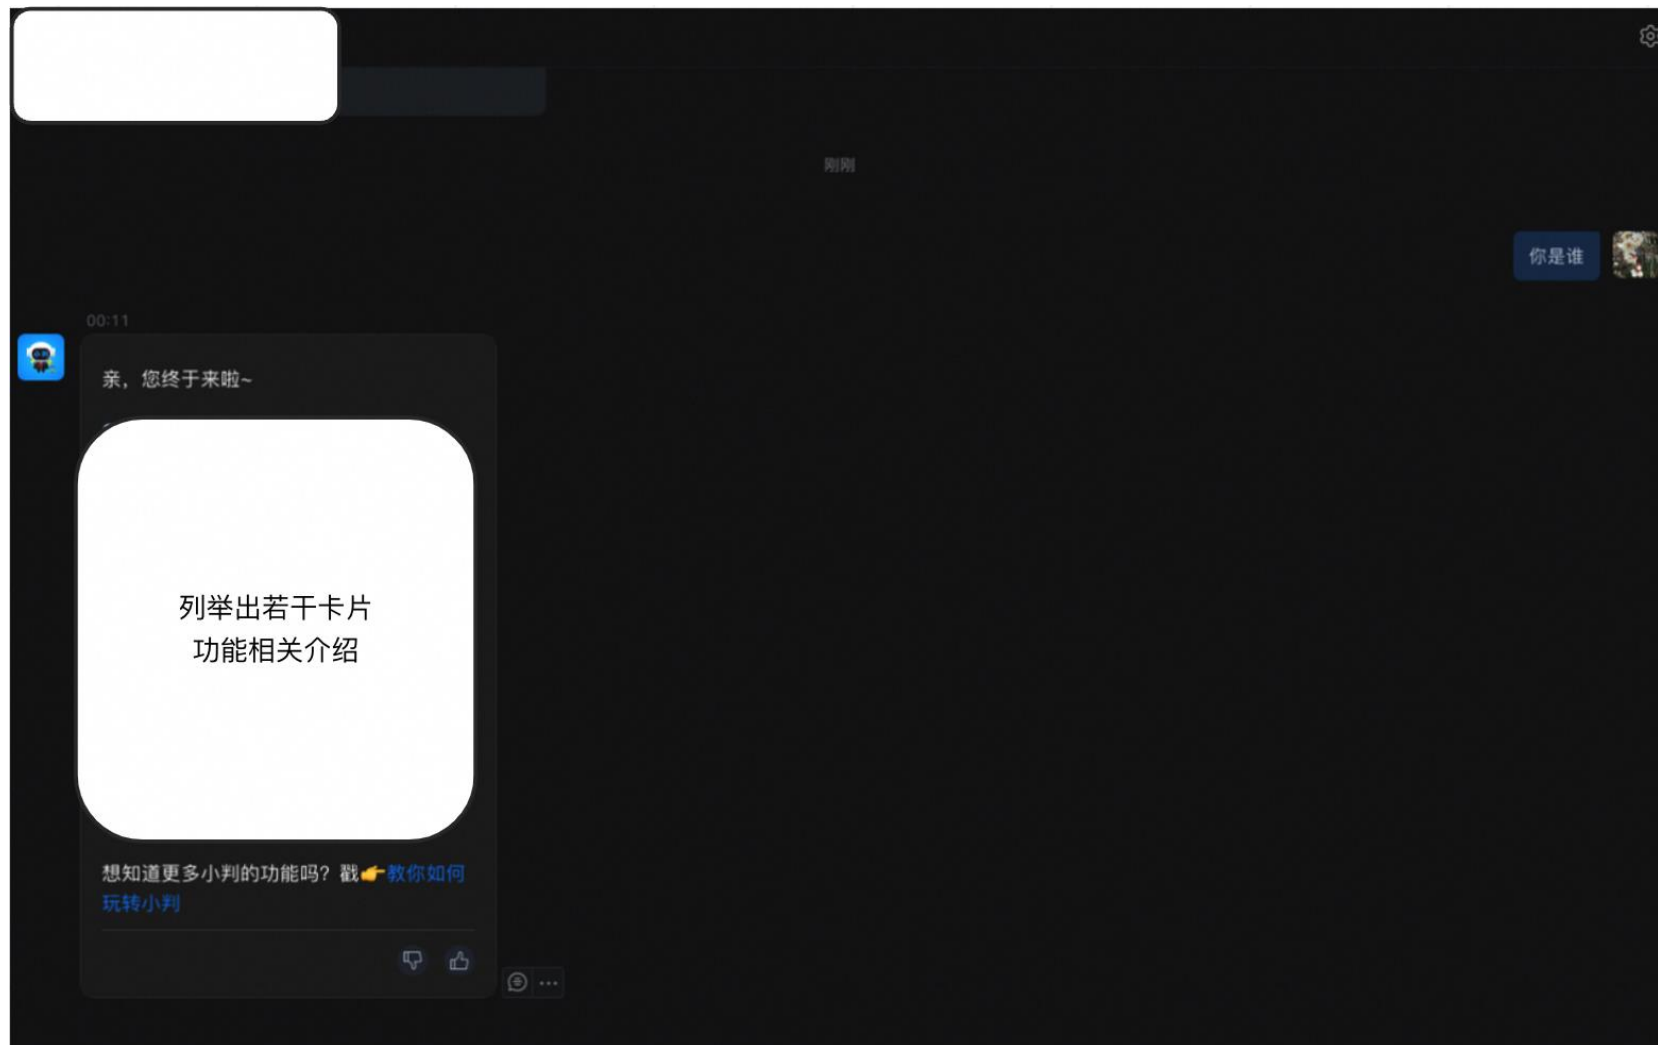 刚刚
你是谁
00:11
亲，您终于来啦~
列举出若干卡片
功能相关介绍
想知道更多小判的功能吗？戳👉教你如何
玩转小判